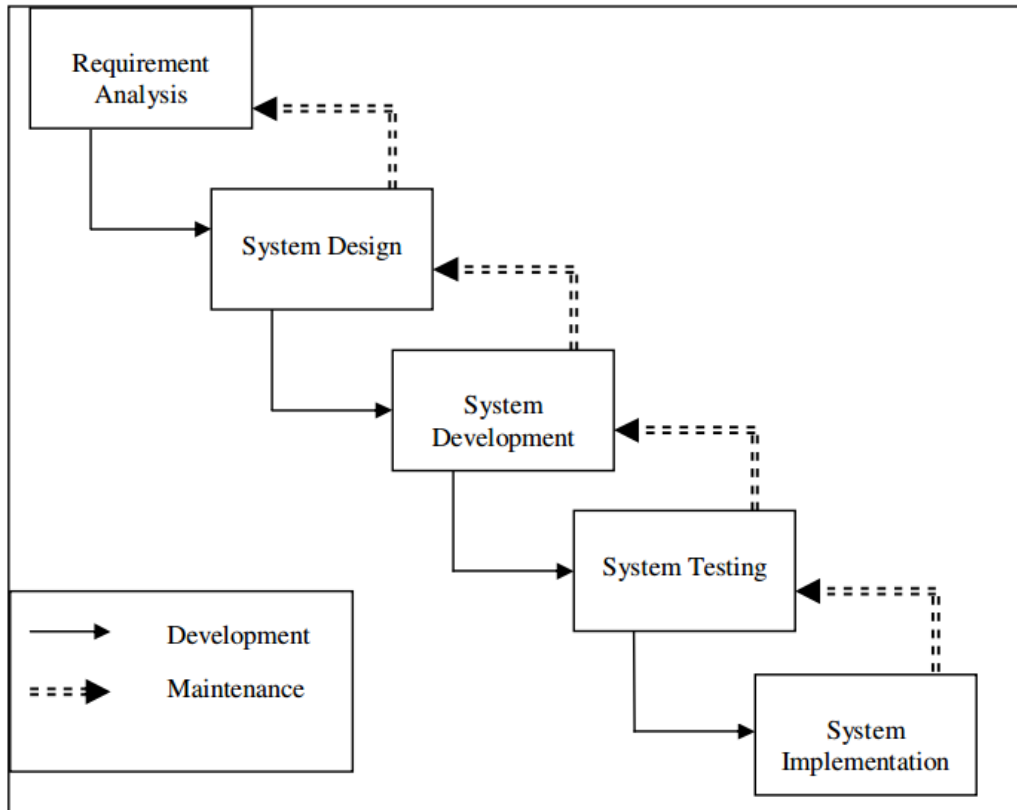 Requirement
Analysis
System Design
System
Development
System Testing
Development
Maintenance
System
Implementation